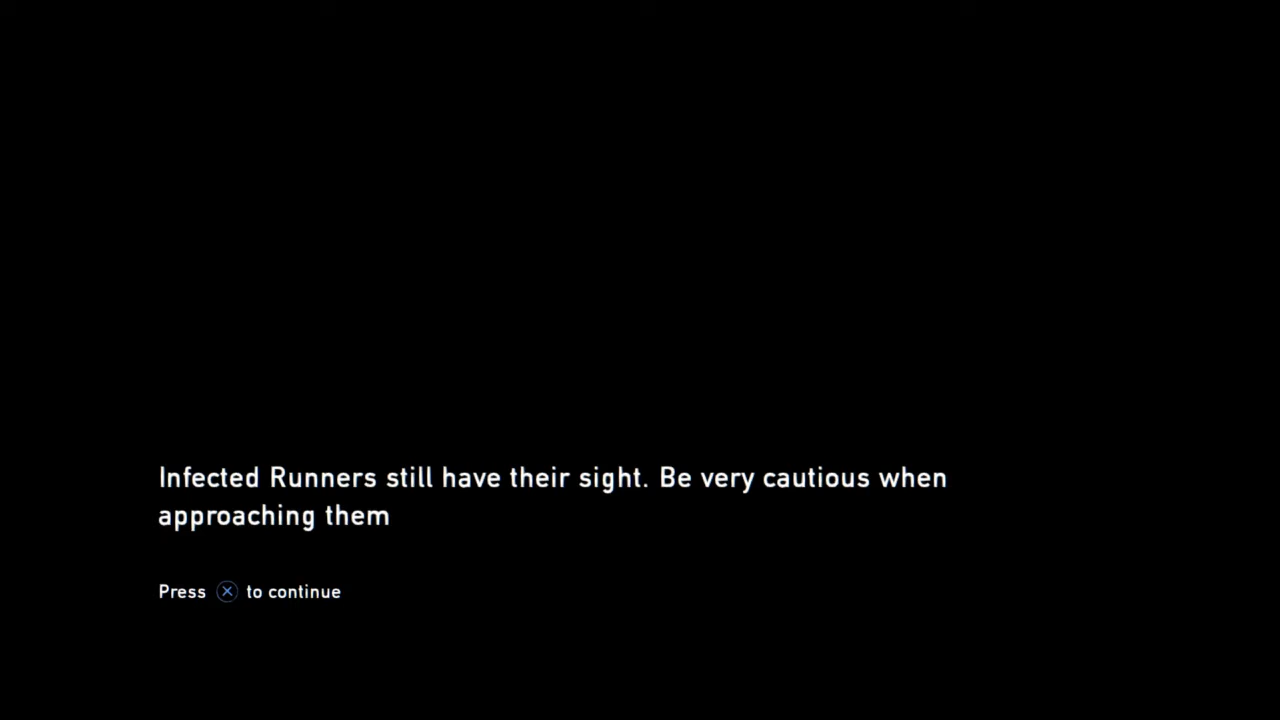 Infected Runners still have their sight. Be very cautious when
approaching them
Press ⓧ to continue